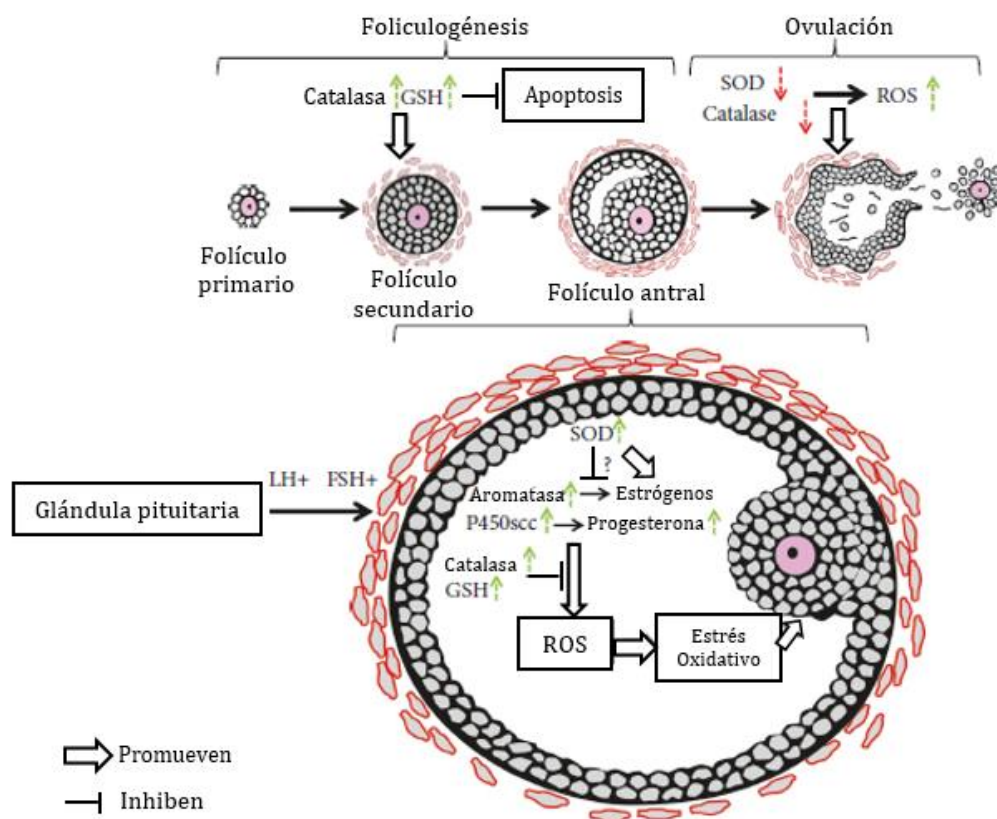 Foliculogénesis
Ovulación
Catalasa GSH
Apoptosis
SOD
Catalase
ROS
Folículo
primario
Folículo
secundario
Folículo antral
SOD
?
LH+ FSH+
Glándula pituitaria
Aromatasa
Estrógenos
P450scc
Progesterona
Catalasa
GSH
ROS
Estrés
Oxidativo
Promueven
Inhiben